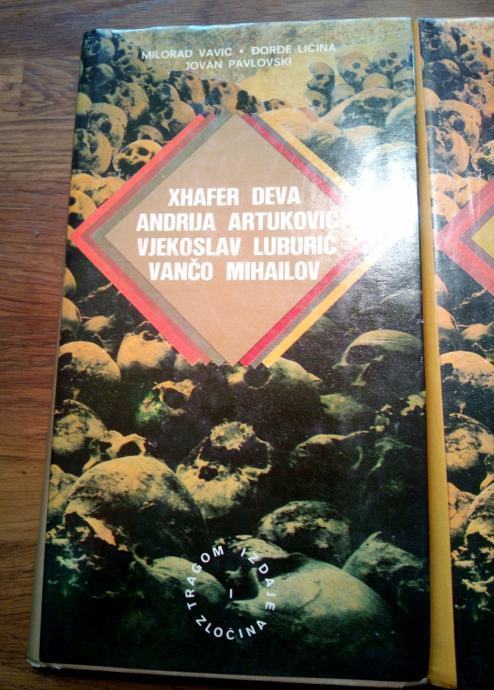 MILORAD VAVIĆ • ĐORĐE LIČINA
JOVAN PAVLOVSKI
XHAFER DEVA
ANDRIJA ARTUKOVIĆ
VJEKOSLAV LUBURIĆ
VANČO MIHAILOV
TRAGOM IZDAJE
I
ZLOČINA